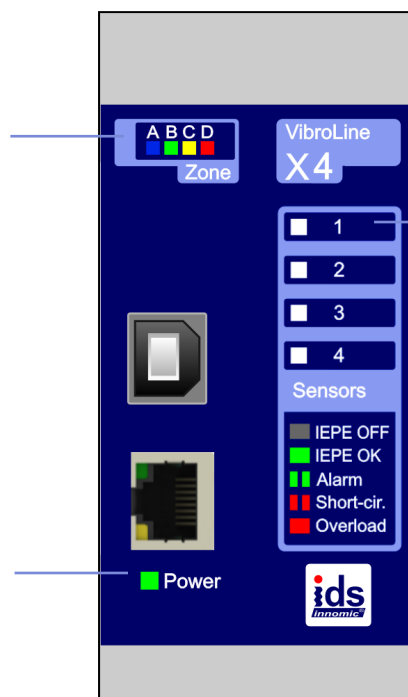 A B C D
Zone
VibroLine
X4
1
2
3
4
Sensors
IEPE OFF
IEPE OK
Alarm
Short-cir.
Overload
Power
ids
innomic®